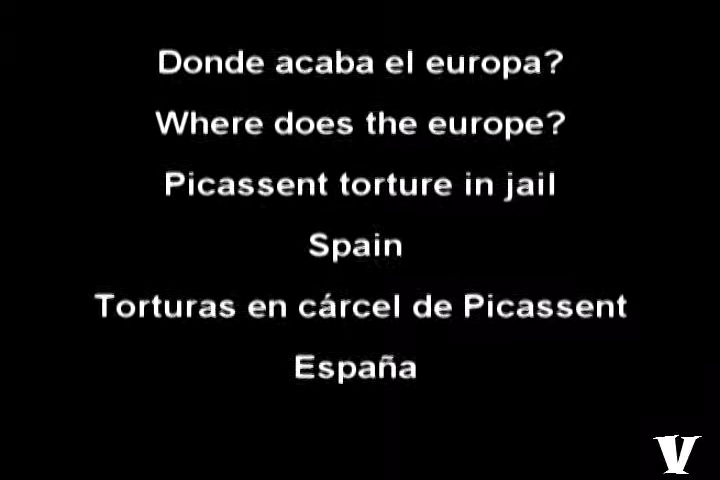 Donde acaba el europa?
Where does the europe?
Picassent torture in jail
Spain
Torturas en cárcel de Picassent
España
V